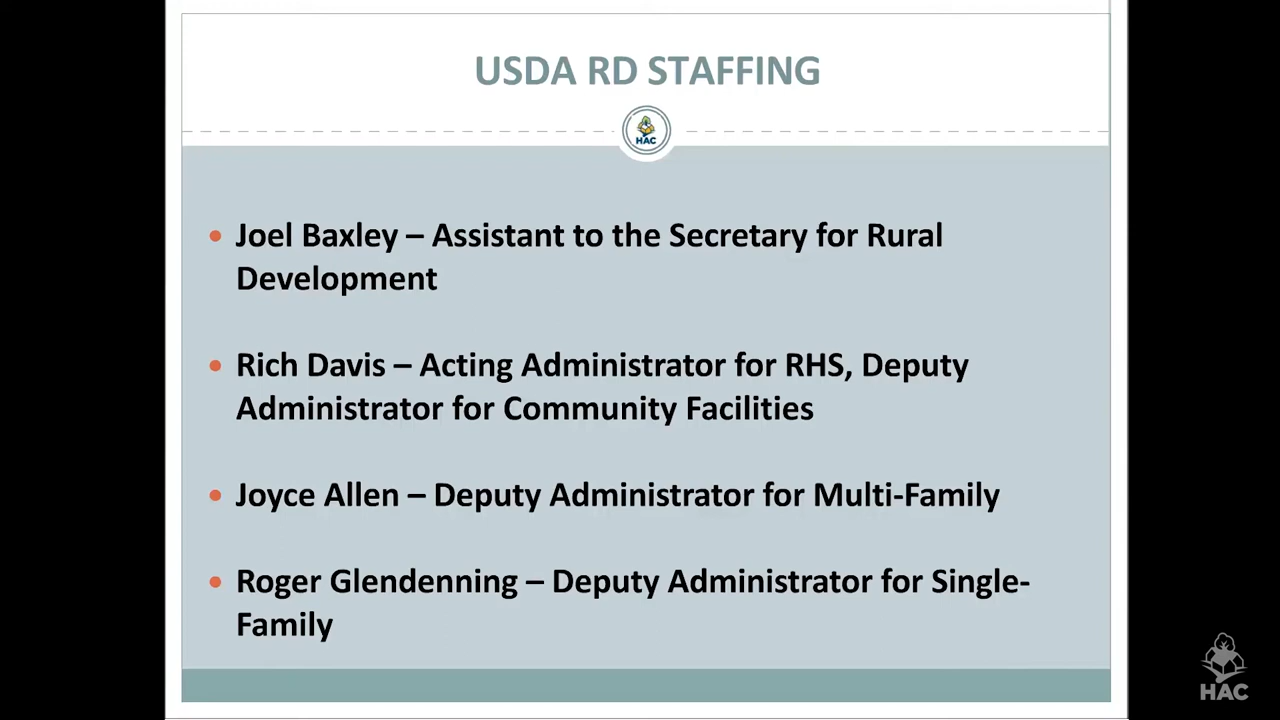 USDA RD STAFFING
HAC
• Joel Baxley – Assistant to the Secretary for Rural
Development
• Rich Davis – Acting Administrator for RHS, Deputy
Administrator for Community Facilities
• Joyce Allen – Deputy Administrator for Multi-Family
• Roger Glendenning – Deputy Administrator for Single-
Family
HAC